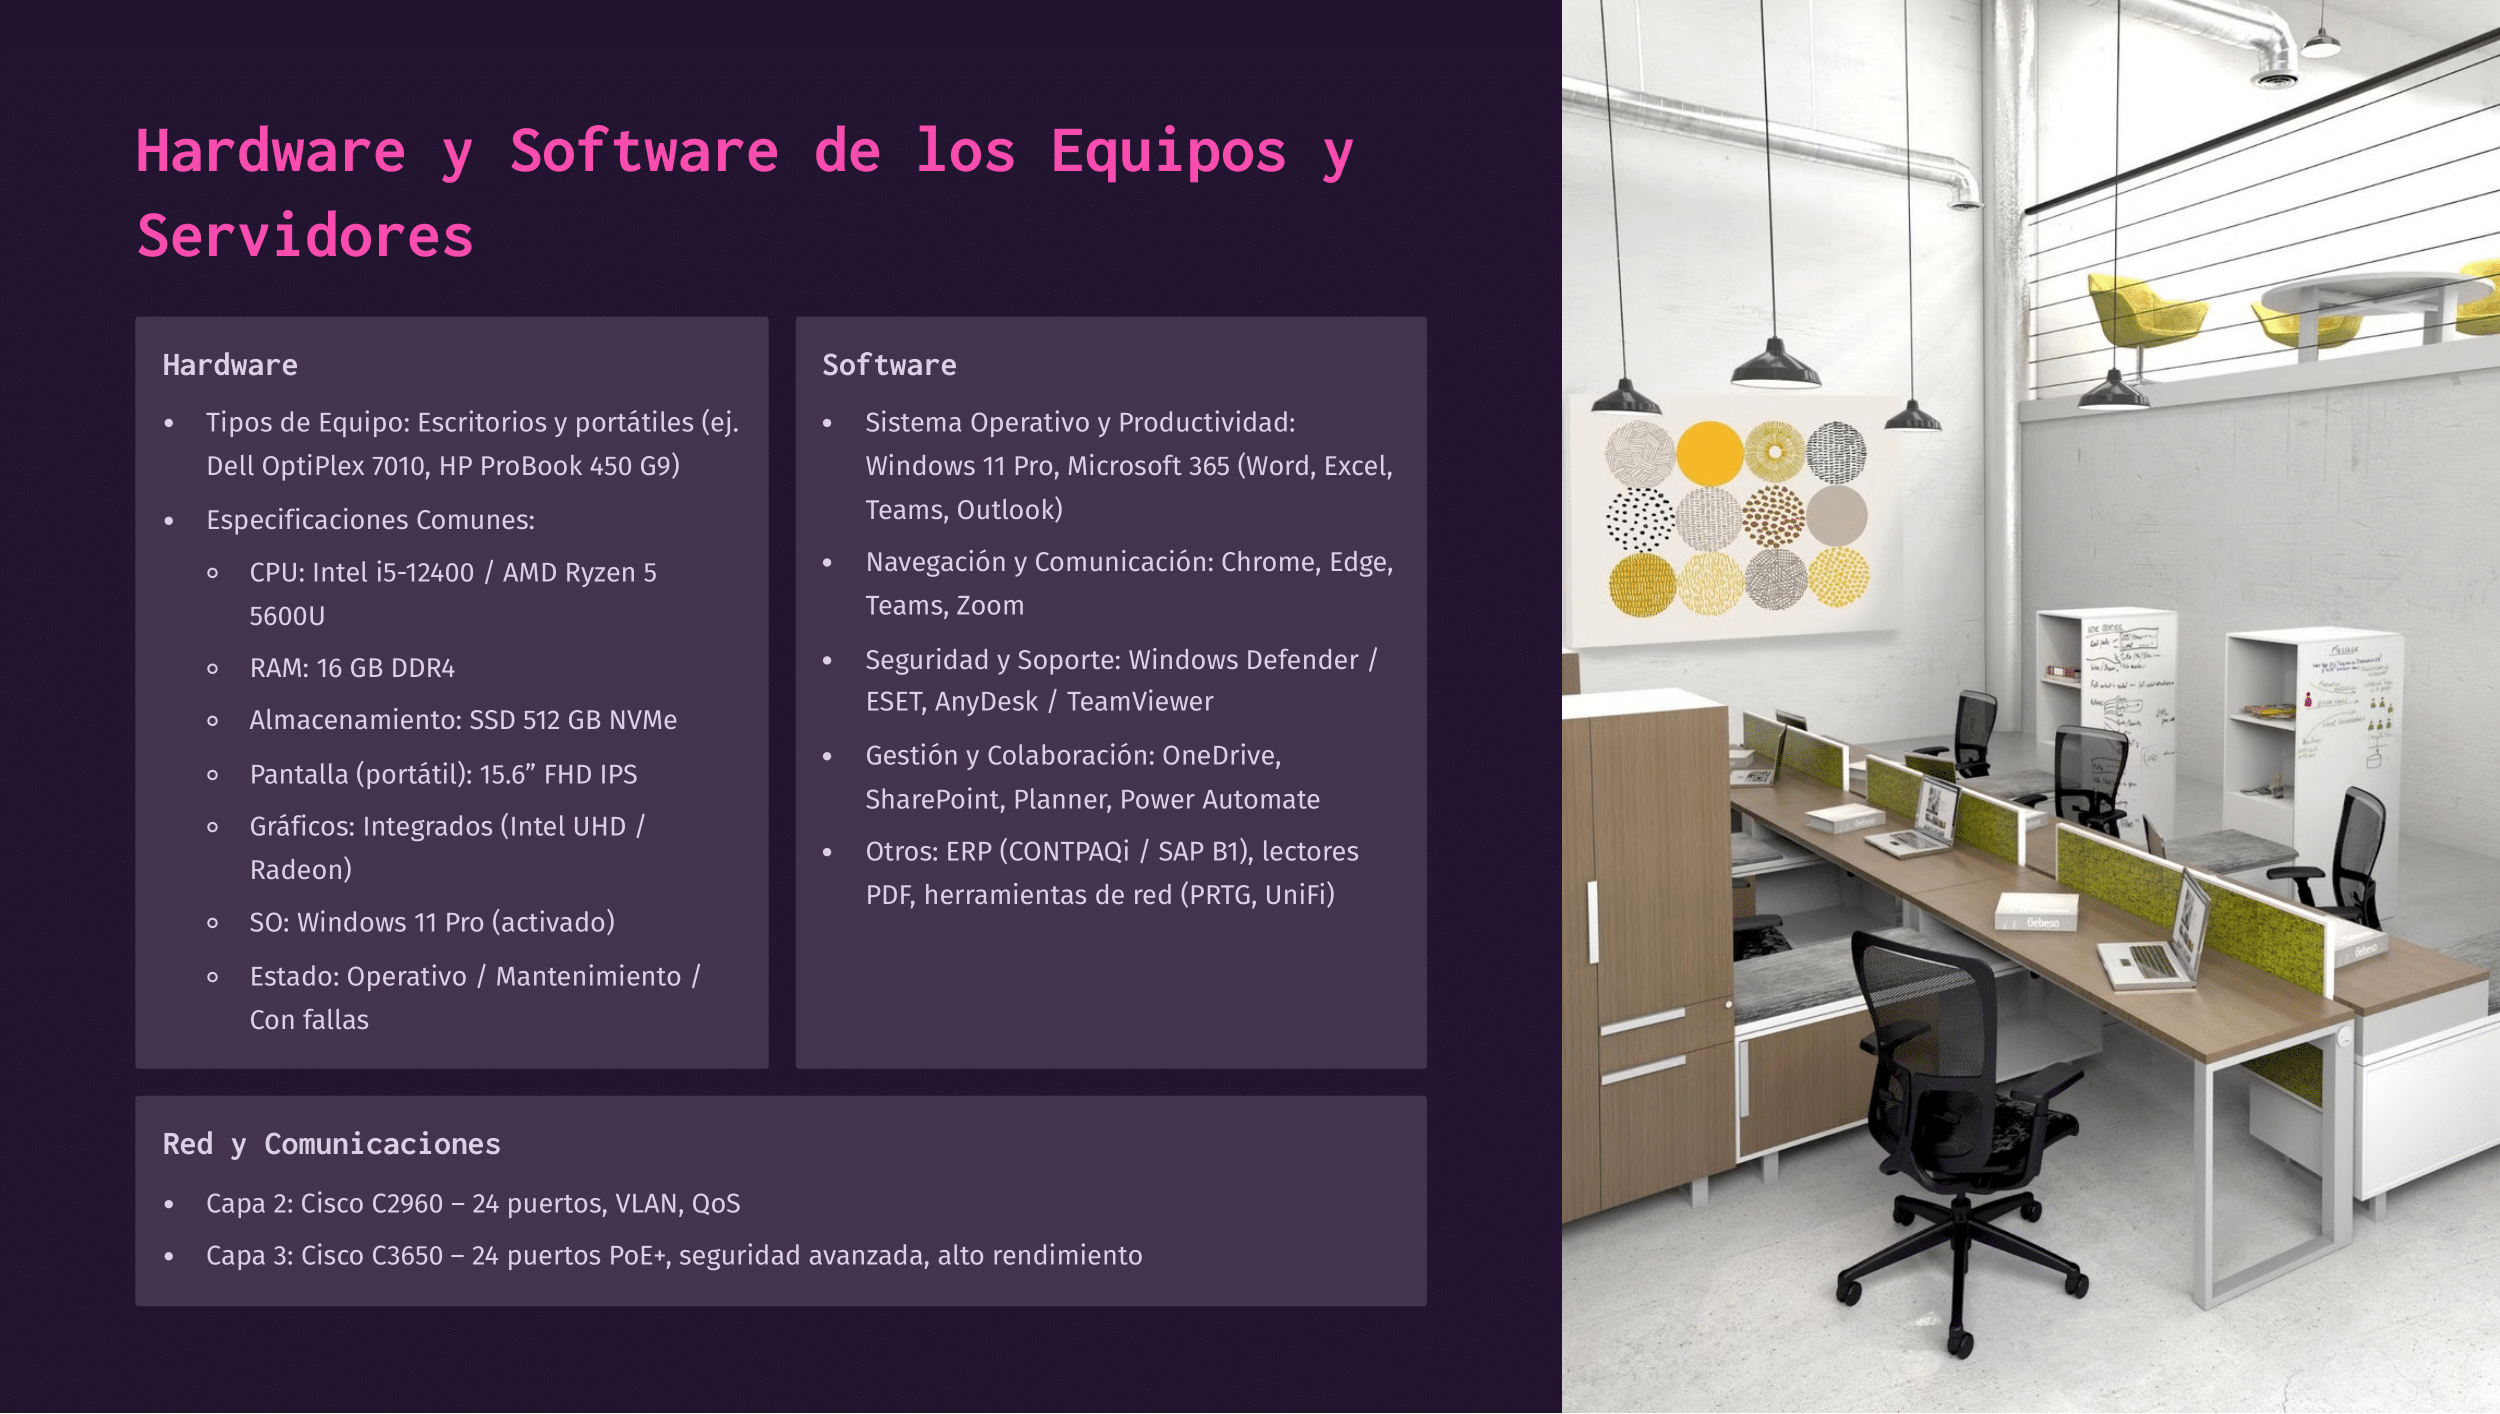 Hardware y Software de los Equipos y
Servidores
Hardware
• Tipos de Equipo: Escritorios y portátiles (ej.
Dell OptiPlex 7010, HP ProBook 450 G9)
• Especificaciones Comunes:
◦ CPU: Intel i5-12400 / AMD Ryzen 5
5600U
◦ RAM: 16 GB DDR4
◦ Almacenamiento: SSD 512 GB NVMe
◦ Pantalla (portátil): 15.6” FHD IPS
◦ Gráficos: Integrados (Intel UHD /
Radeon)
◦ SO: Windows 11 Pro (activado)
◦ Estado: Operativo / Mantenimiento /
Con fallas
Software
• Sistema Operativo y Productividad:
Windows 11 Pro, Microsoft 365 (Word, Excel,
Teams, Outlook)
• Navegación y Comunicación: Chrome, Edge,
Teams, Zoom
• Seguridad y Soporte: Windows Defender /
ESET, AnyDesk / TeamViewer
• Gestión y Colaboración: OneDrive,
SharePoint, Planner, Power Automate
• Otros: ERP (CONTPAQi / SAP B1), lectores
PDF, herramientas de red (PRTG, UniFi)
Red y Comunicaciones
• Capa 2: Cisco C2960 – 24 puertos, VLAN, QoS
• Capa 3: Cisco C3650 – 24 puertos PoE+, seguridad avanzada, alto rendimiento
Message
Gebesa
Gebesa